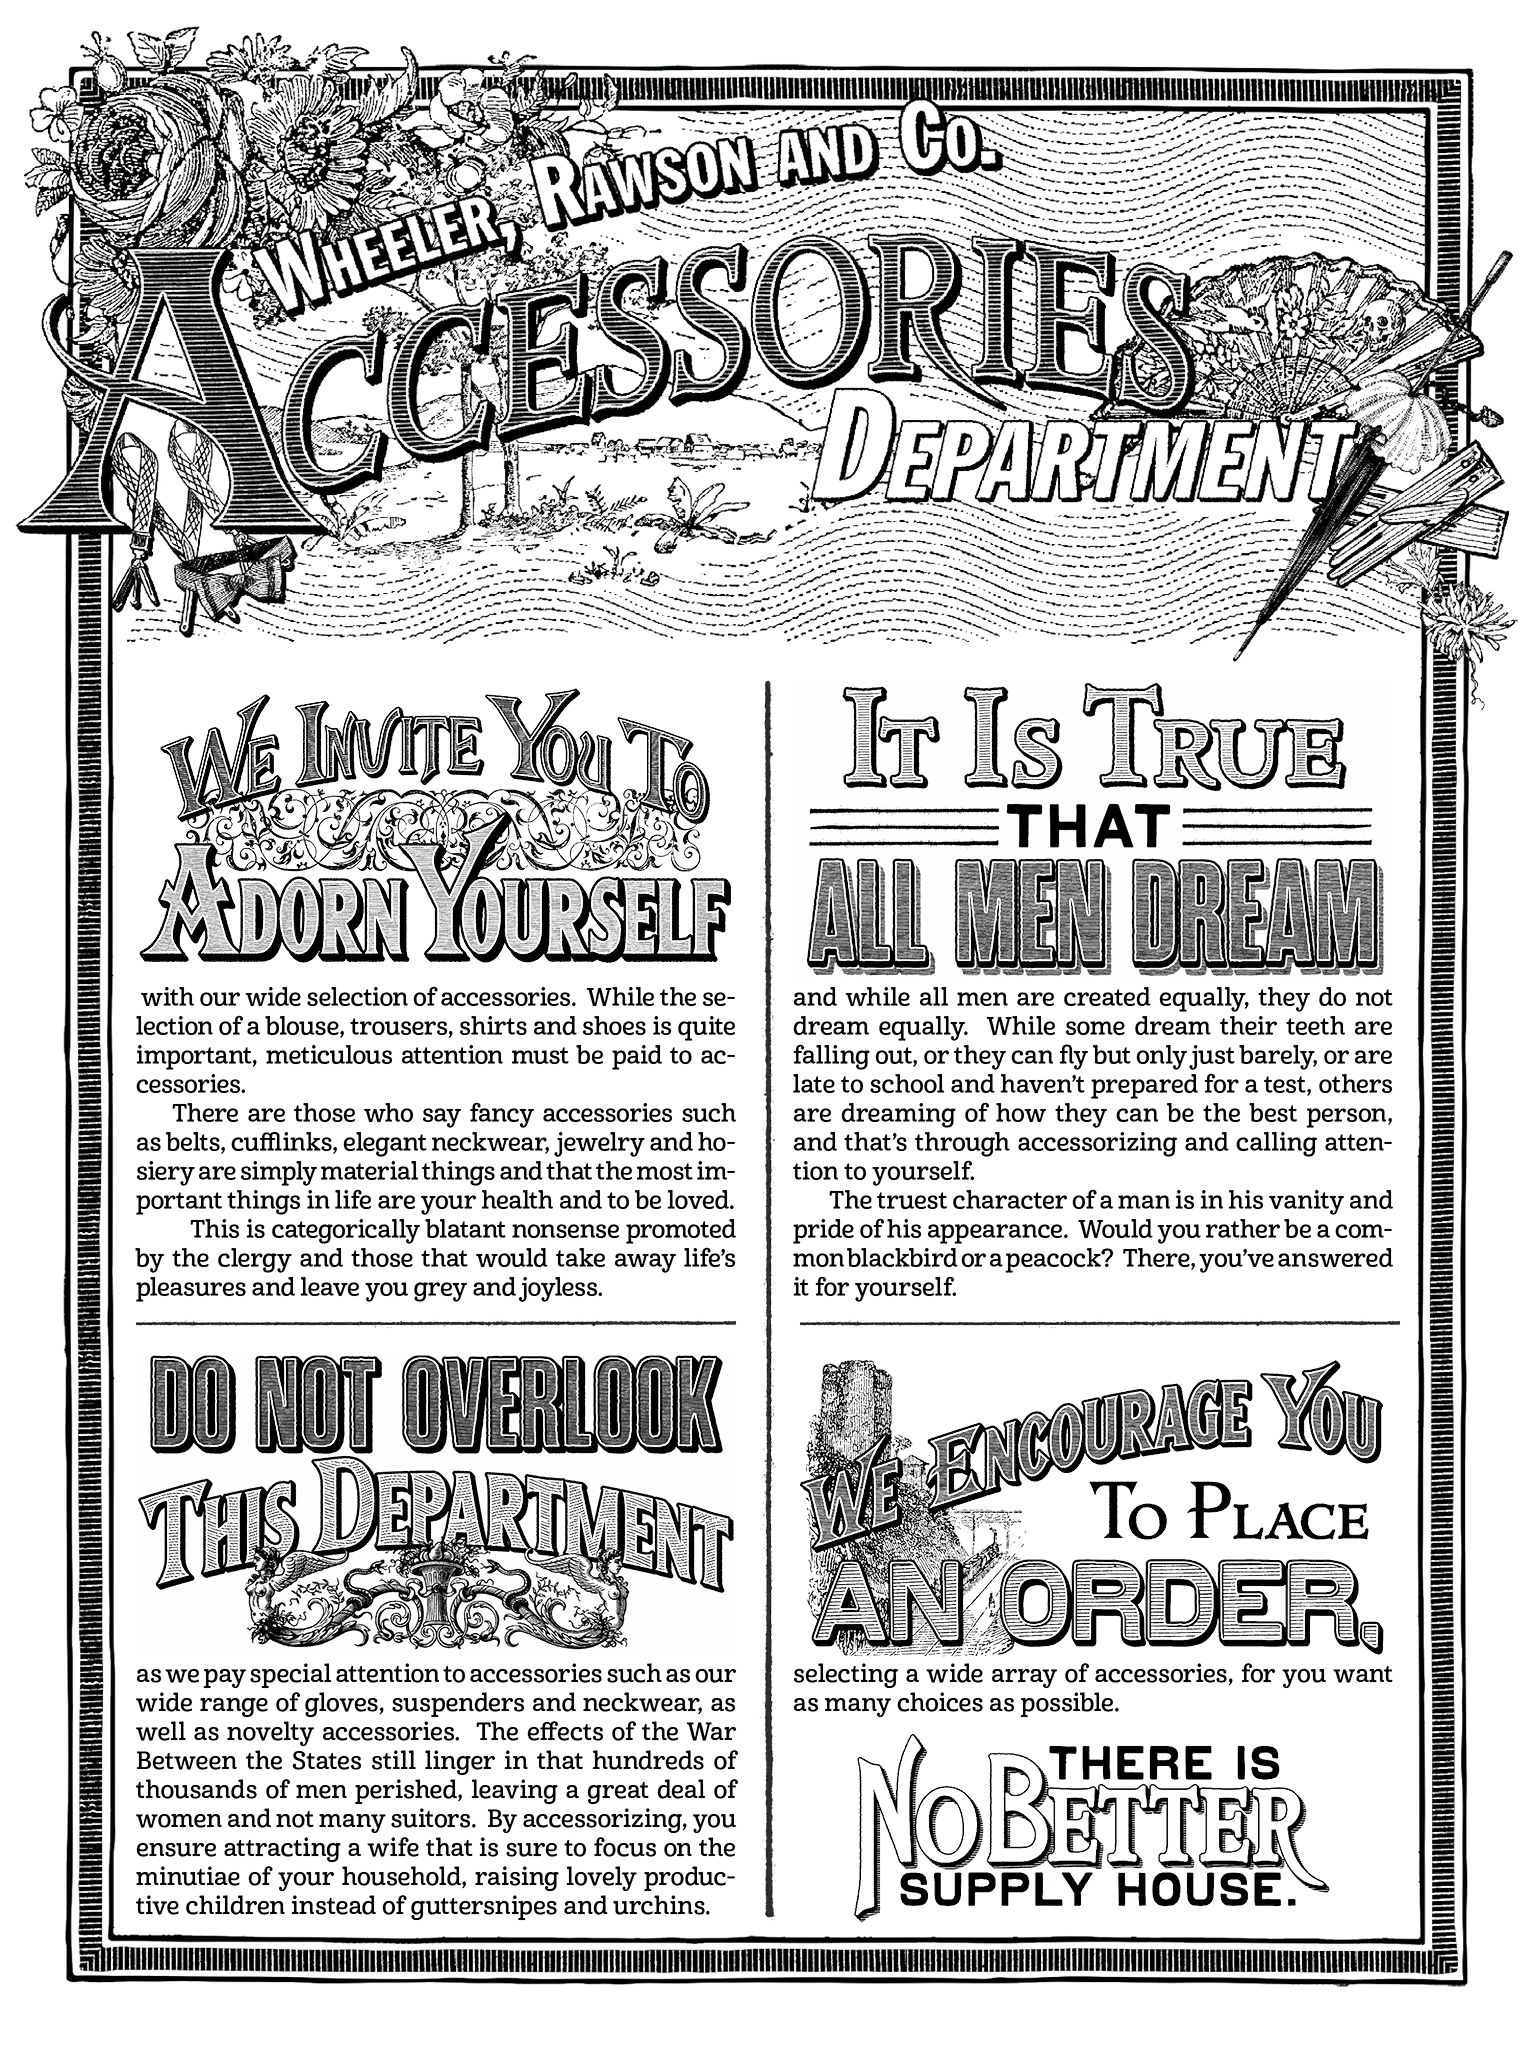 Wheeler, Rawson and Co.
Accessories
Department
We Invite You To
Adorn Yourself
with our wide selection of accessories. While the se-
lection of a blouse, trousers, shirts and shoes is quite
important, meticulous attention must be paid to ac-
cessories.
There are those who say fancy accessories such
as belts, cufflinks, elegant neckwear, jewelry and ho-
siery are simply material things and that the most im-
portant things in life are your health and to be loved.
This is categorically blatant nonsense promoted
by the clergy and those that would take away life's
pleasures and leave you grey and joyless.
DO NOT OVERLOOK
This Department
as we pay special attention to accessories such as our
wide range of gloves, suspenders and neckwear, as
well as novelty accessories. The effects of the War
Between the States still linger in that hundreds of
thousands of men perished, leaving a great deal of
women and not many suitors. By accessorizing, you
ensure attracting a wife that is sure to focus on the
minutiae of your household, raising lovely produc-
tive children instead of guttersnipes and urchins.
It Is True
THAT
ALL MEN DREAM
and while all men are created equally, they do not
dream equally. While some dream their teeth are
falling out, or they can fly but only just barely, or are
late to school and haven't prepared for a test, others
are dreaming of how they can be the best person,
and that's through accessorizing and calling atten-
tion to yourself.
The truest character of a man is in his vanity and
pride of his appearance. Would you rather be a com-
mon blackbird or a peacock? There, you've answered
it for yourself.
We Encourage You
To Place
AN ORDER,
selecting a wide array of accessories, for you want
as many choices as possible.
THERE IS
No Better
SUPPLY HOUSE.